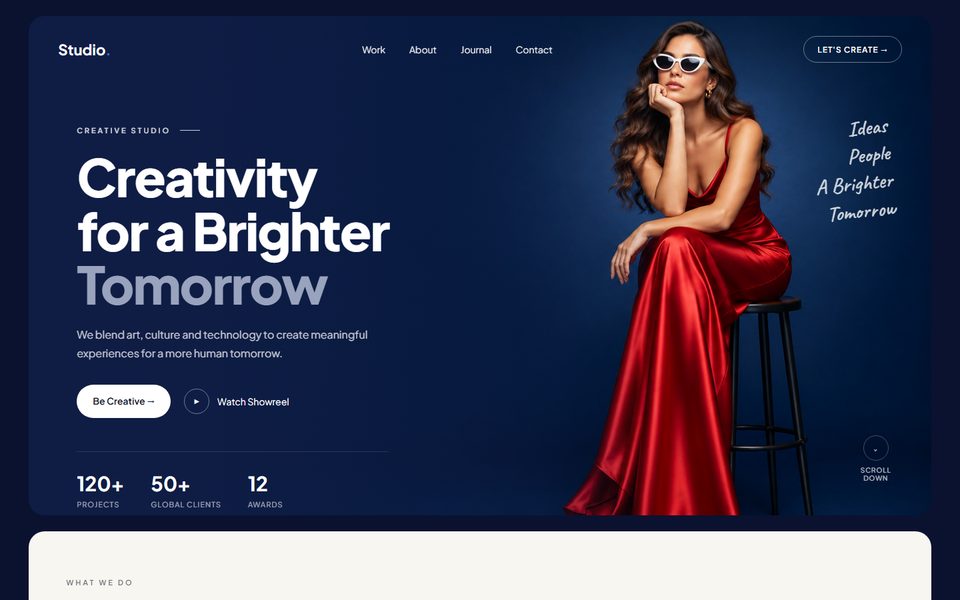 Studio.
Work About Journal Contact
LET'S CREATE →
CREATIVE STUDIO
Creativity
for a Brighter
Tomorrow
We blend art, culture and technology to create meaningful
experiences for a more human tomorrow.
Be Creative →
Watch Showreel
120+ 50+ 12
PROJECTS GLOBAL CLIENTS AWARDS
Ideas
People
A Brighter
Tomorrow
SCROLL
DOWN
WHAT WE DO